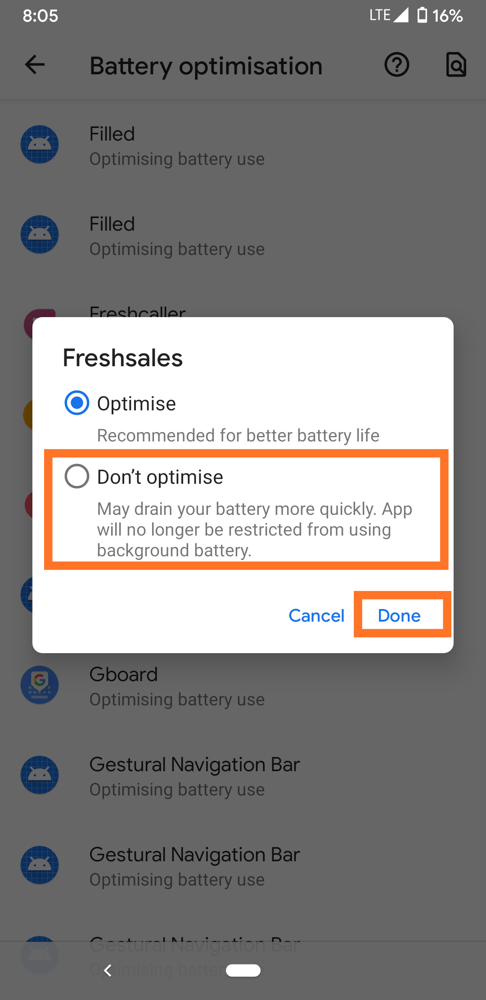 8:05 LTE 16%
Battery optimisation
Filled
Optimising battery use
Filled
Optimising battery use
Freshcaller
Freshsales
Optimise
Recommended for better battery life
Don’t optimise
May drain your battery more quickly. App
will no longer be restricted from using
background battery.
Cancel Done
Gboard
Optimising battery use
Gestural Navigation Bar
Optimising battery use
Gestural Navigation Bar
Optimising battery use
Gestural Navigation Bar
Optimising battery